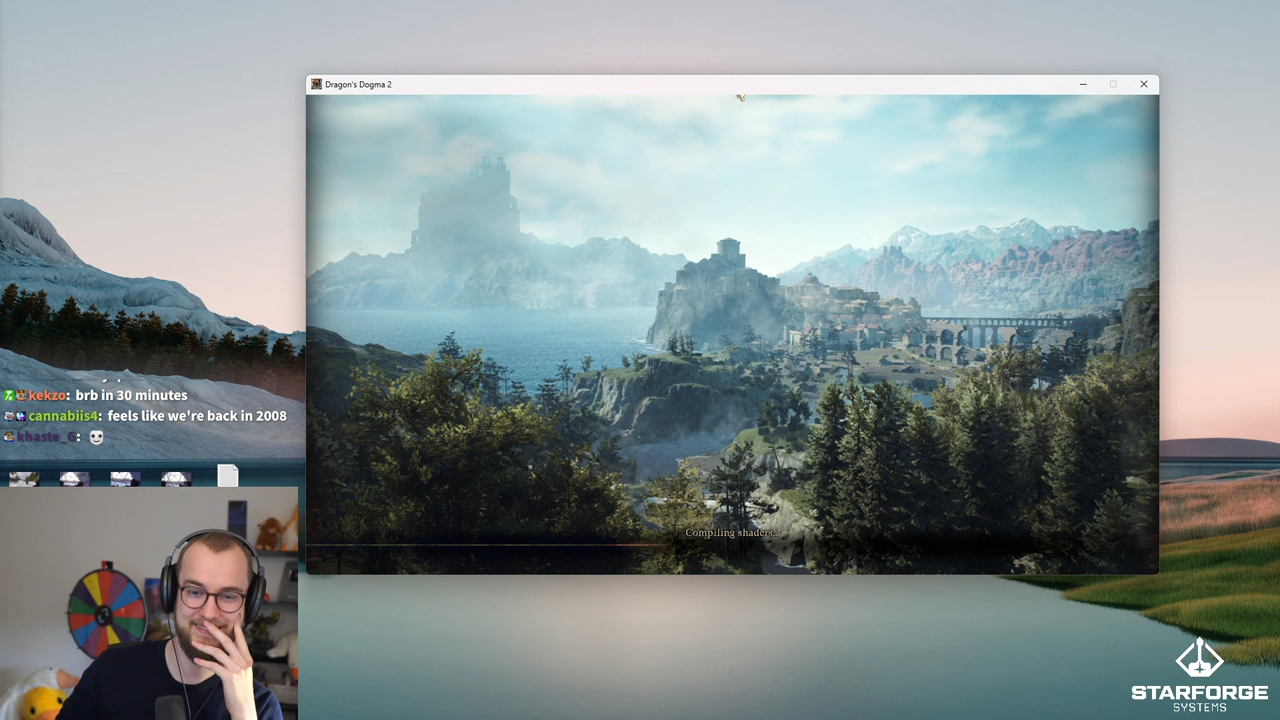 Dragon's Dogma 2
kekzo: brb in 30 minutes
cannabiis4: feels like we're back in 2008
khaste_G:
Compiling shaders...
STARFORGE
SYSTEMS